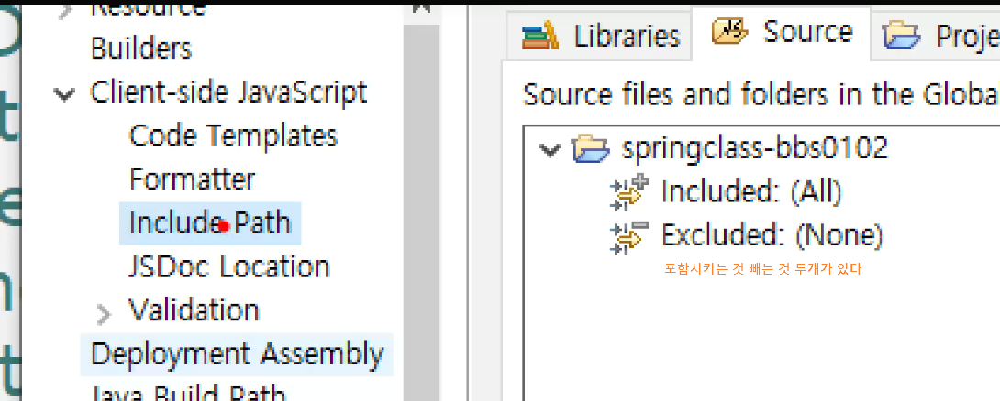 Resource
Builders
Client-side JavaScript
Code Templates
Formatter
Include Path
JSDoc Location
Validation
Deployment Assembly
Java Build Path
Libraries
Source
Proje
Source files and folders in the Global
springclass-bbs0102
Included: (All)
Excluded: (None)
포함시키는 것 빼는 것 두개가 있다